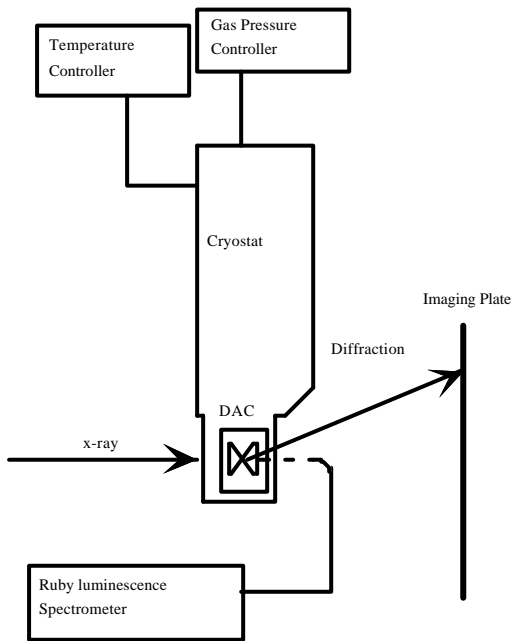 Gas Pressure
Controller
Temperature
Controller
Cryostat
Imaging Plate
Diffraction
DAC
x-ray
Ruby luminescence
Spectrometer